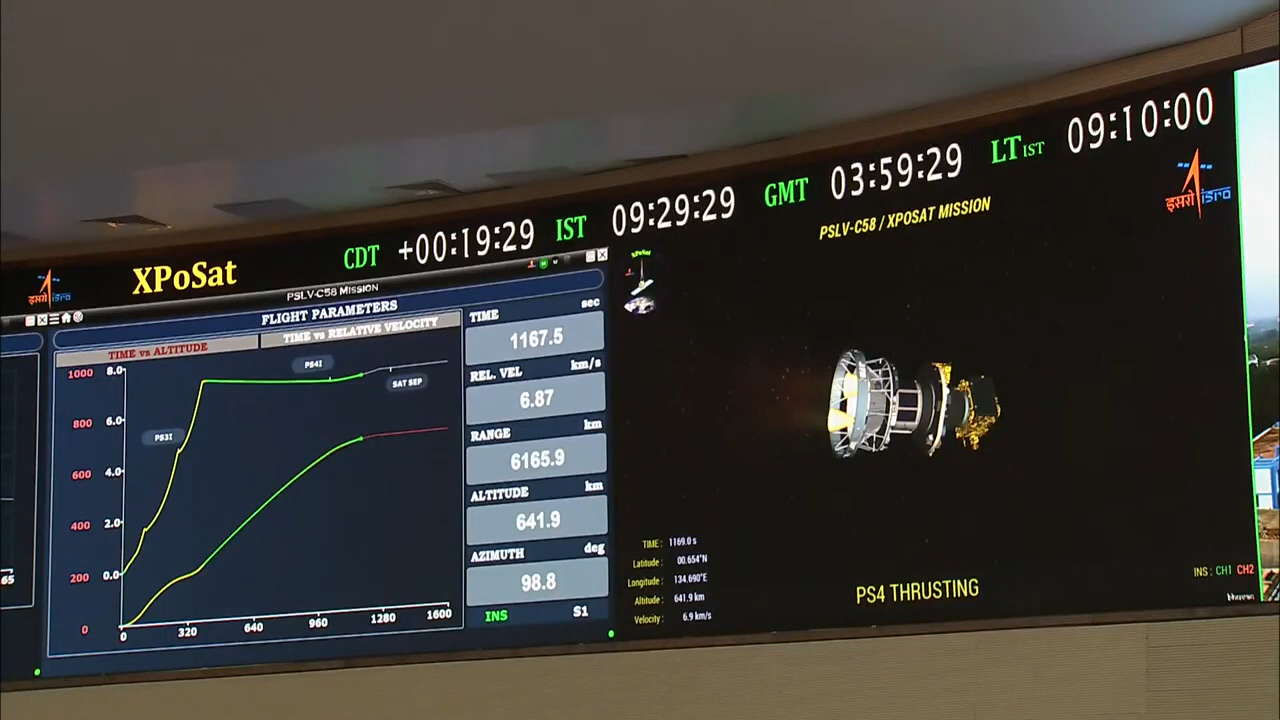 CDT +00:19:29 IST 09:29:29 GMT 03:59:29 LT IST 09:10:00
इसरो isro
XPoSat
PSLV-C58 MISSION
FLIGHT PARAMETERS
TIME vs ALTITUDE
TIME vs RELATIVE VELOCITY
1000 8.0
800 6.0
600 4.0
400 2.0
200 0.0
0
0 320 640 960 1280 1600
PS3I
PS4I
SAT SEP
65
TIME sec
1167.5
REL. VEL km/s
6.87
RANGE km
6165.9
ALTITUDE km
641.9
AZIMUTH deg
98.8
INS S1
PSLV-C58 / XPOSAT MISSION
इसरो isro
XPoSat
TIME : 1169.0 s
Latitude : 00.654°N
Longitude : 134.690°E
Altitude : 641.9 km
Velocity : 6.9 km/s
PS4 THRUSTING
INS : CH1 CH2